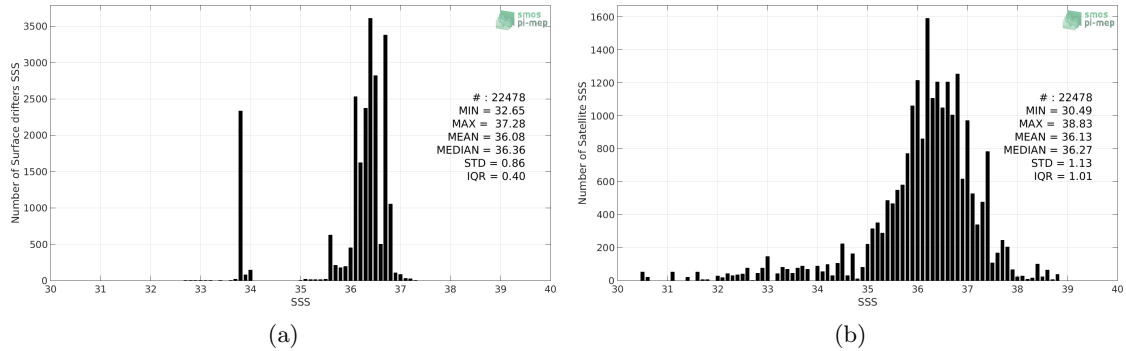 smos
pi-mep
3500
3000
2500
2000
1500
1000
500
0
Number of Surface drifters SSS
# : 22478
MIN = 32.65
MAX = 37.28
MEAN = 36.08
MEDIAN = 36.36
STD = 0.86
IQR = 0.40
30 31 32 33 34 35 36 37 38 39 40
SSS
(a)
smos
pi-mep
1600
1400
1200
1000
800
600
400
200
0
Number of Satellite SSS
# : 22478
MIN = 30.49
MAX = 38.83
MEAN = 36.13
MEDIAN = 36.27
STD = 1.13
IQR = 1.01
30 31 32 33 34 35 36 37 38 39 40
SSS
(b)